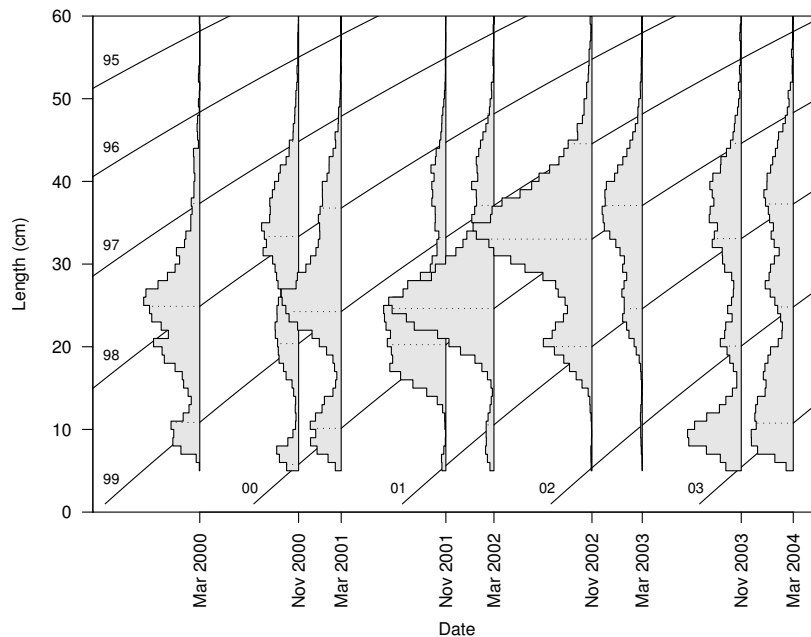 60
50
40
30
20
10
0
Length (cm)
95
96
97
98
99
00
01
02
03
Mar 2000
Nov 2000
Mar 2001
Nov 2001
Mar 2002
Nov 2002
Mar 2003
Nov 2003
Mar 2004
Date